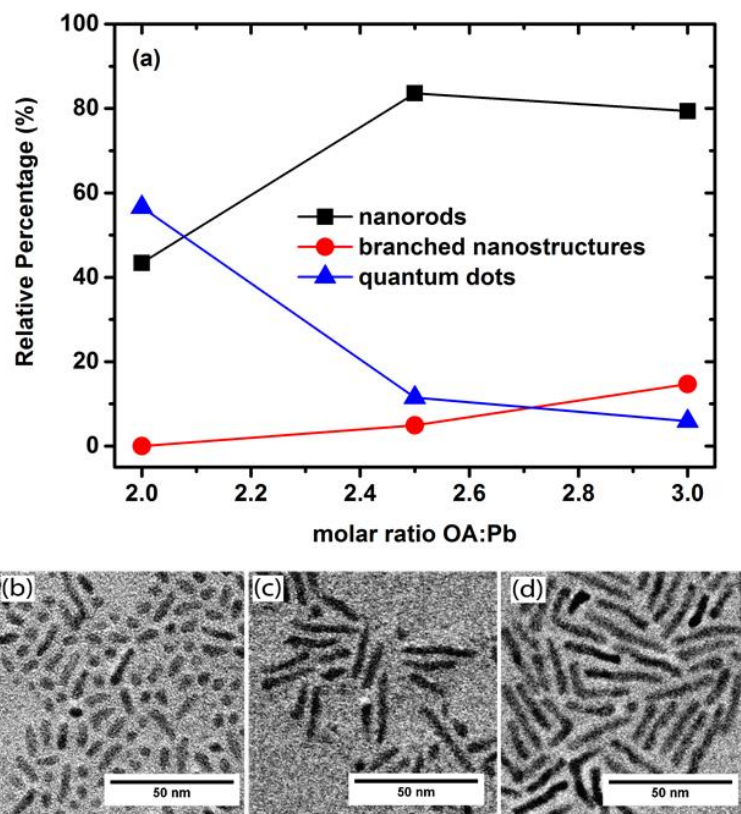 100
(a)
80
60
40
20
0
Relative Percentage (%)
nanorods
branched nanostructures
quantum dots
2.0 2.2 2.4 2.6 2.8 3.0
molar ratio OA:Pb
(b) (c) (d)
50 nm 50 nm 50 nm